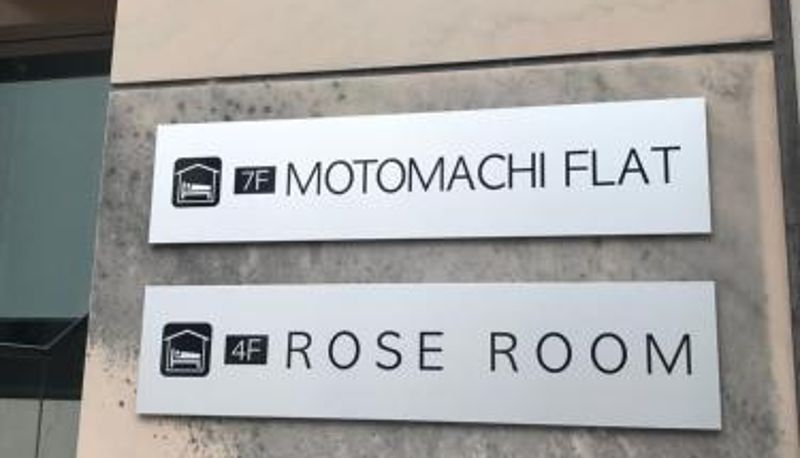 7F MOTOMACHI FLAT
4F ROSE ROOM